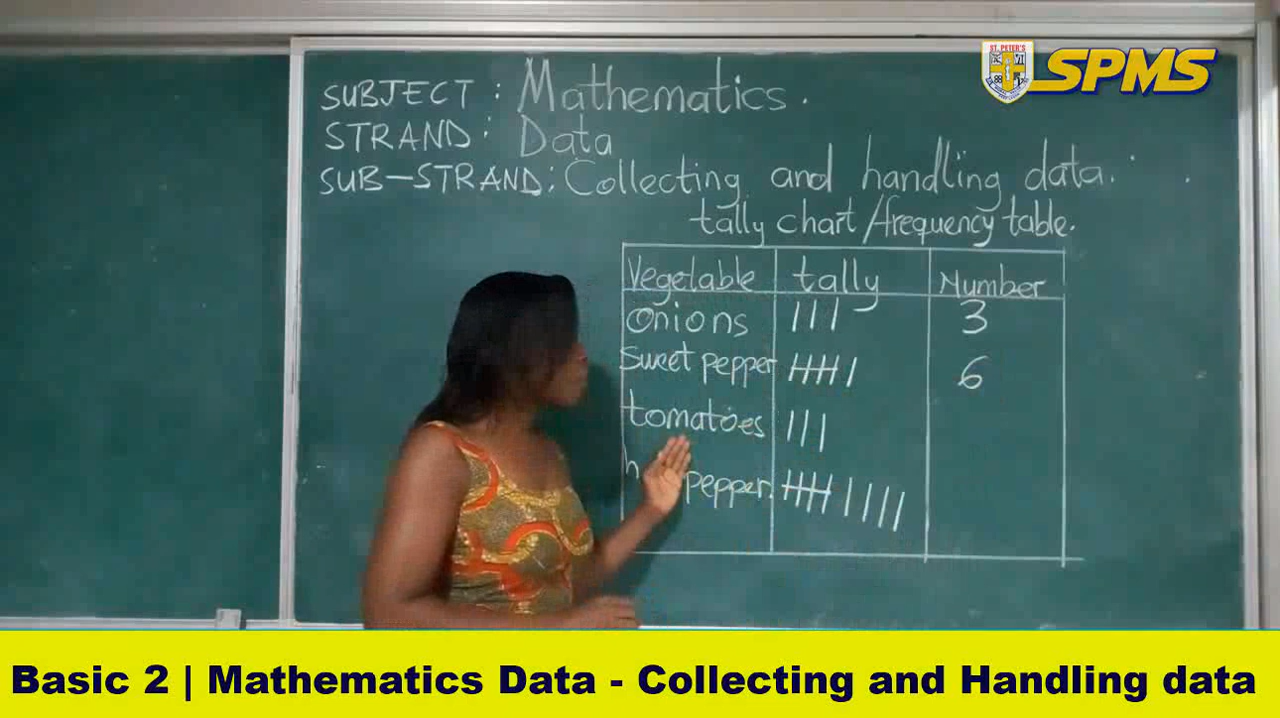 ST. PETER'S
SPMS
SUBJECT : Mathematics.
STRAND: Data
SUB-STRAND: Collecting and handling data.
tally chart/frequency table.
Vegetable tally Number
Onions 3
Sweet pepper 6
tomatoes
pepper.
Basic 2 | Mathematics Data - Collecting and Handling data